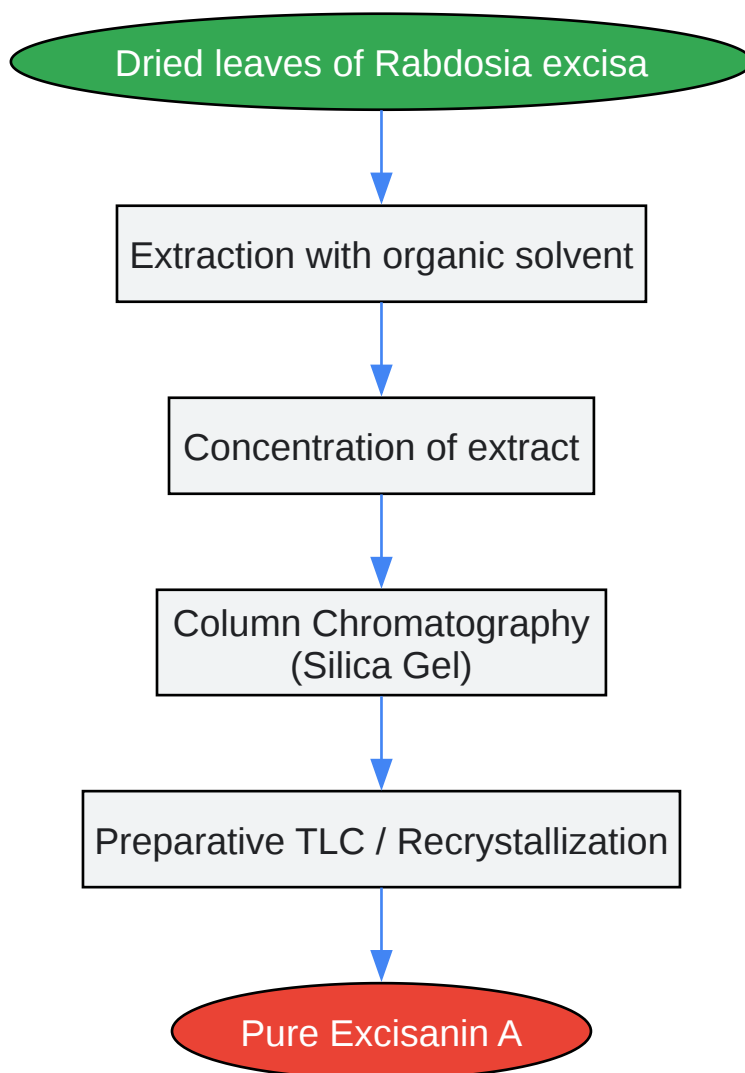 Dried leaves of Rabdosia excisa
Extraction with organic solvent
Concentration of extract
Column Chromatography
(Silica Gel)
Preparative TLC / Recrystallization
Pure Excisanin A